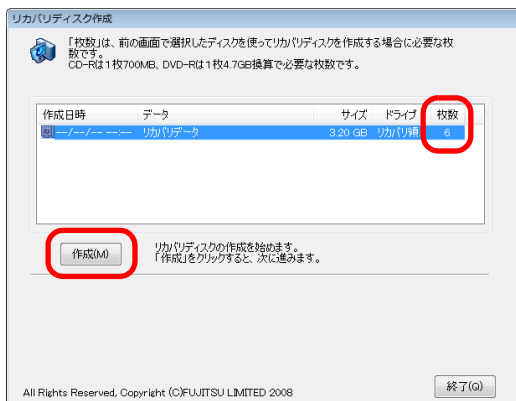 リカバリディスク作成
「枚数」は、前の画面で選択したディスクを使ってリカバリディスクを作成する場合に必要な枚
数です。
CD-Rは1枚700MB、DVD-Rは1枚4.7GB換算で必要な枚数です。
作成日時 データ サイズ ドライブ 枚数
--/--/-- --:-- リカバリデータ 3.20 GB リカバリ領 6
作成(M)
リカバリディスクの作成を始めます。
「作成」をクリックすると、次に進みます。
All Rights Reserved, Copyright (C)FUJITSU LIMITED 2008
終了(Q)